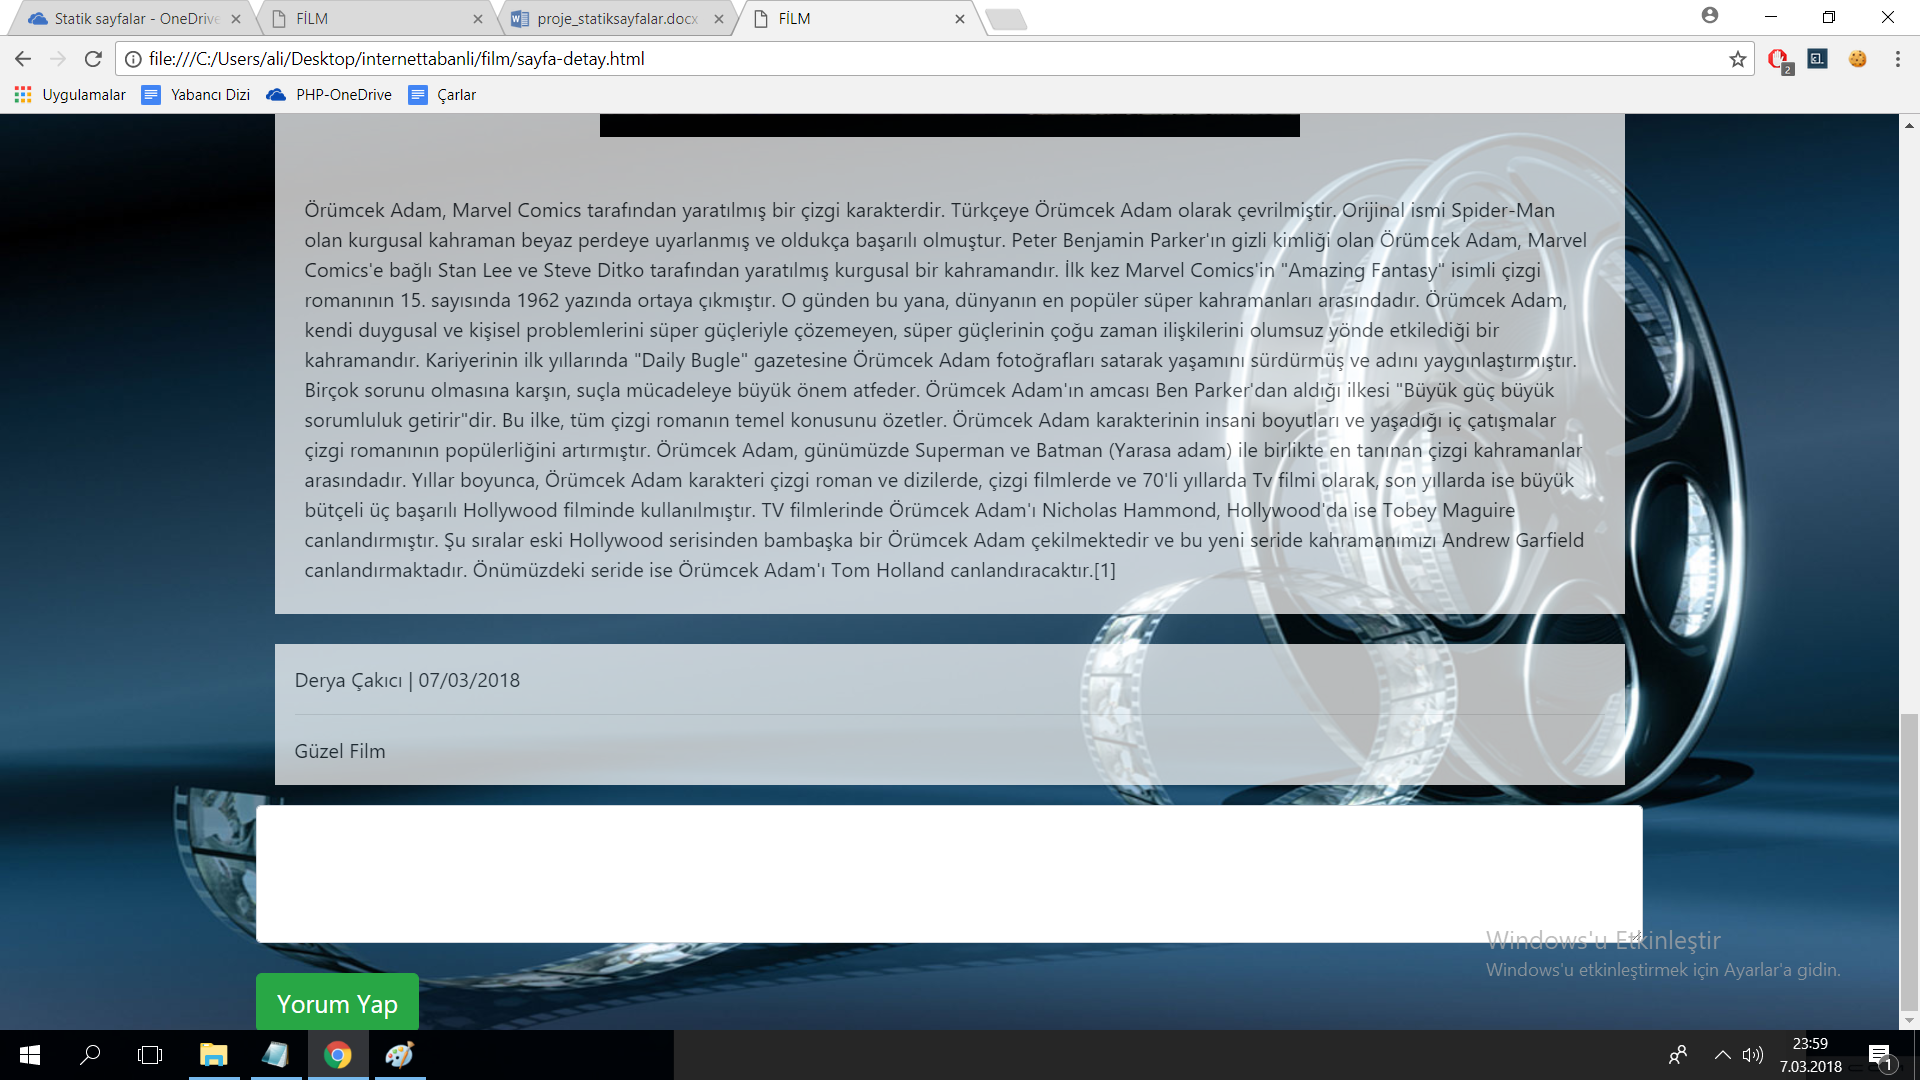 Statik sayfalar - OneDrive
FİLM
proje_statiksayfalar.docx
FİLM
file:///C:/Users/ali/Desktop/internettabanli/film/sayfa-detay.html
2
Uygulamalar
Yabancı Dizi
PHP-OneDrive
Çarlar
Örümcek Adam, Marvel Comics tarafından yaratılmış bir çizgi karakterdir. Türkçeye Örümcek Adam olarak çevrilmiştir. Orijinal ismi Spider-Man
olan kurgusal kahraman beyaz perdeye uyarlanmış ve oldukça başarılı olmuştur. Peter Benjamin Parker'ın gizli kimliği olan Örümcek Adam, Marvel
Comics'e bağlı Stan Lee ve Steve Ditko tarafından yaratılmış kurgusal bir kahramandır. İlk kez Marvel Comics'in "Amazing Fantasy" isimli çizgi
romanının 15. sayısında 1962 yazında ortaya çıkmıştır. O günden bu yana, dünyanın en popüler süper kahramanları arasındadır. Örümcek Adam,
kendi duygusal ve kişisel problemlerini süper güçleriyle çözemeyen, süper güçlerinin çoğu zaman ilişkilerini olumsuz yönde etkilediği bir
kahramandır. Kariyerinin ilk yıllarında "Daily Bugle" gazetesine Örümcek Adam fotoğrafları satarak yaşamını sürdürmüş ve adını yaygınlaştırmıştır.
Birçok sorunu olmasına karşın, suçla mücadeleye büyük önem atfeder. Örümcek Adam'ın amcası Ben Parker'dan aldığı ilkesi "Büyük güç büyük
sorumluluk getirir"dir. Bu ilke, tüm çizgi romanın temel konusunu özetler. Örümcek Adam karakterinin insani boyutları ve yaşadığı iç çatışmalar
çizgi romanının popülerliğini artırmıştır. Örümcek Adam, günümüzde Superman ve Batman (Yarasa adam) ile birlikte en tanınan çizgi kahramanlar
arasındadır. Yıllar boyunca, Örümcek Adam karakteri çizgi roman ve dizilerde, çizgi filmlerde ve 70'li yıllarda Tv filmi olarak, son yıllarda ise büyük
bütçeli üç başarılı Hollywood filminde kullanılmıştır. TV filmlerinde Örümcek Adam'ı Nicholas Hammond, Hollywood'da ise Tobey Maguire
canlandırmıştır. Şu sıralar eski Hollywood serisinden bambaşka bir Örümcek Adam çekilmektedir ve bu yeni seride kahramanımızı Andrew Garfield
canlandırmaktadır. Önümüzdeki seride ise Örümcek Adam'ı Tom Holland canlandıracaktır.[1]
Derya Çakıcı | 07/03/2018
Güzel Film
Windows'u Etkinleştir
Windows'u etkinleştirmek için Ayarlar'a gidin.
Yorum Yap
23:59
7.03.2018
1